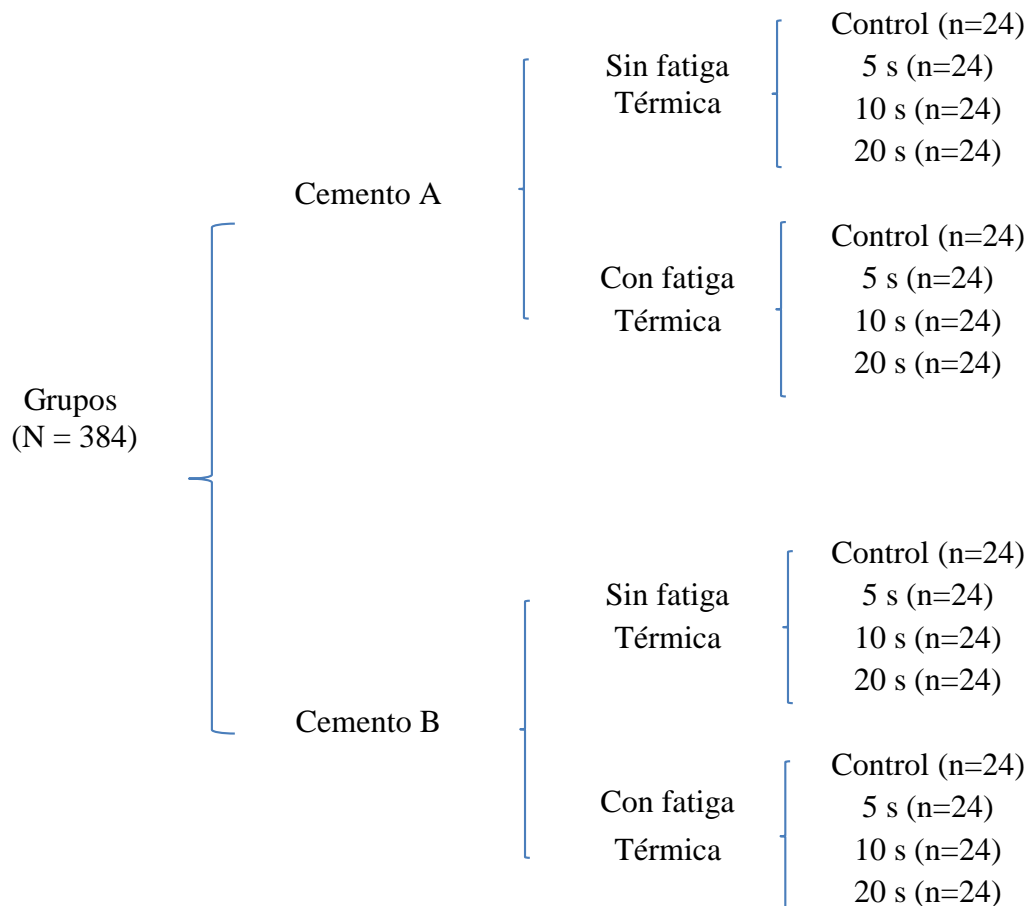 Grupos
(N = 384)
Cemento A
Sin fatiga
Térmica
Control (n=24)
5 s (n=24)
10 s (n=24)
20 s (n=24)
Con fatiga
Térmica
Control (n=24)
5 s (n=24)
10 s (n=24)
20 s (n=24)
Cemento B
Sin fatiga
Térmica
Control (n=24)
5 s (n=24)
10 s (n=24)
20 s (n=24)
Con fatiga
Térmica
Control (n=24)
5 s (n=24)
10 s (n=24)
20 s (n=24)